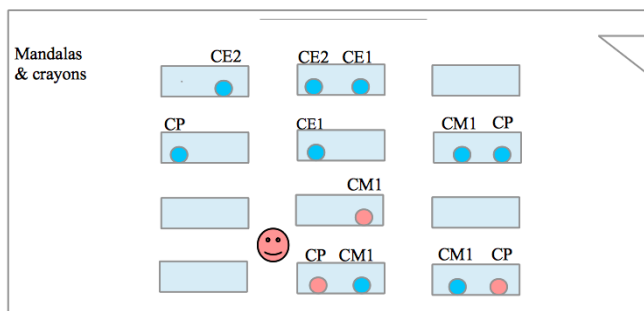 Mandalas
& crayons
CE2
CE2 CE1
CP
CE1
CM1 CP
CM1
CP CM1
CM1 CP